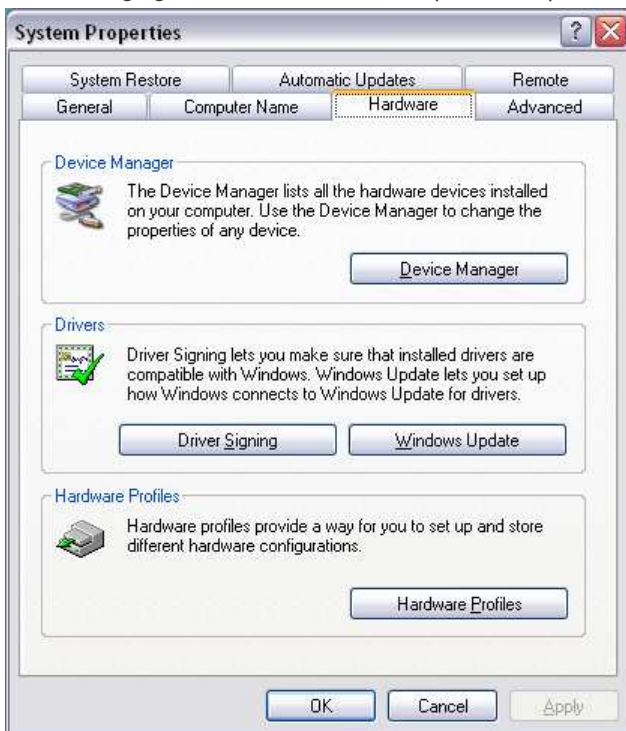 System Properties
System Restore Automatic Updates Remote
General Computer Name Hardware Advanced
Device Manager
The Device Manager lists all the hardware devices installed
on your computer. Use the Device Manager to change the
properties of any device.
Device Manager
Drivers
Driver Signing lets you make sure that installed drivers are
compatible with Windows. Windows Update lets you set up
how Windows connects to Windows Update for drivers.
Driver Signing Windows Update
Hardware Profiles
Hardware profiles provide a way for you to set up and store
different hardware configurations.
Hardware Profiles
OK Cancel Apply